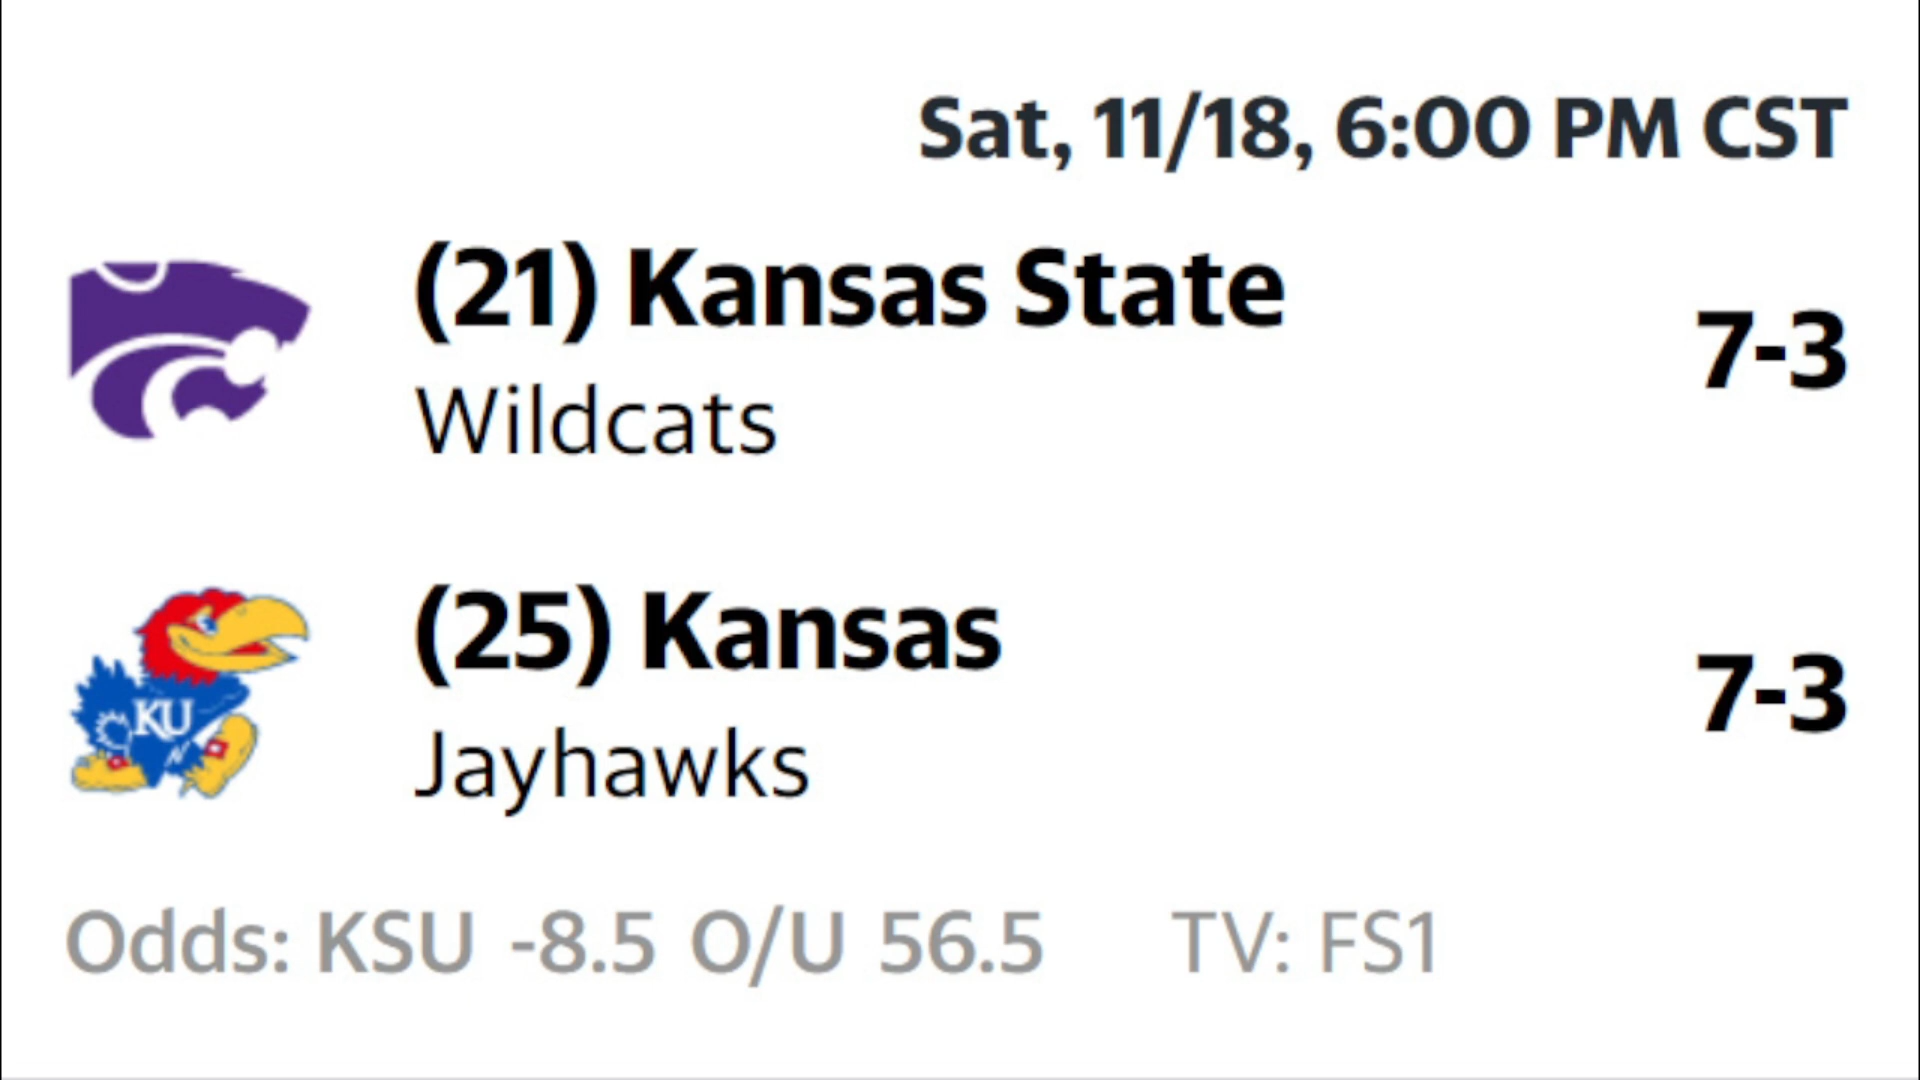 Sat, 11/18, 6:00 PM CST
(21) Kansas State
Wildcats
7-3
(25) Kansas
Jayhawks
7-3
KU
Odds: KSU -8.5 O/U 56.5 TV: FS1